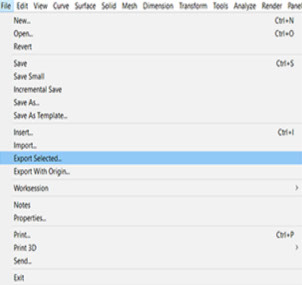 File Edit View Curve Surface Solid Mesh Dimension Transform Tools Analyze Render Panel
New... Ctrl+N
Open... Ctrl+O
Revert
Save Ctrl+S
Save Small
Incremental Save
Save As...
Save As Template...
Insert... Ctrl+I
Import...
Export Selected...
Export With Origin...
Worksession >
Notes
Properties...
Print... Ctrl+P
Print 3D >
Send...
Exit